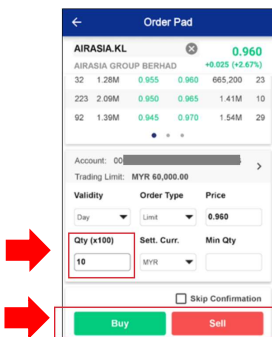 Order Pad
AIRASIA.KL 0.960
AIRASIA GROUP BERHAD +0.025 (+2.67%)
32 1.28M 0.955 0.960 665,200 23
223 2.09M 0.950 0.965 1.41M 10
92 1.39M 0.945 0.970 1.54M 29
Account: 00
Trading Limit: MYR 60,000.00
Validity Order Type Price
Day Limit 0.960
Qty (x100) Sett. Curr. Min Qty
10 MYR
Skip Confirmation
Buy Sell